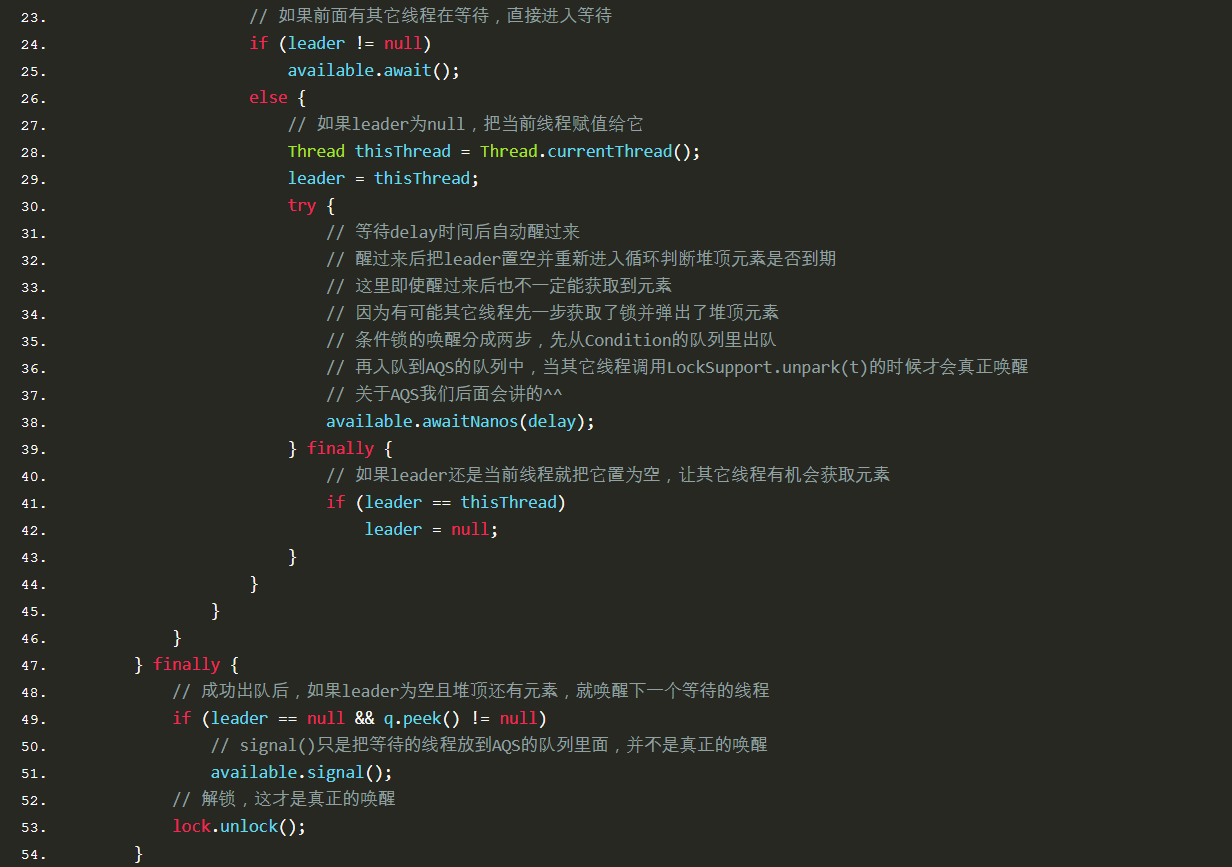 23. // 如果前面有其它线程在等待，直接进入等待
24. if (leader != null)
25. available.await();
26. else {
27. // 如果leader为null，把当前线程赋值给它
28. Thread thisThread = Thread.currentThread();
29. leader = thisThread;
30. try {
31. // 等待delay时间后自动醒过来
32. // 醒过来后把leader置空并重新进入循环判断堆顶元素是否到期
33. // 这里即使醒过来后也不一定能获取到元素
34. // 因为有可能其它线程先一步获取了锁并弹出了堆顶元素
35. // 条件锁的唤醒分成两步，先从Condition的队列里出队
36. // 再入队到AQS的队列中，当其它线程调用LockSupport.unpark(t)的时候才会真正唤醒
37. // 关于AQS我们后面会讲的^^
38. available.awaitNanos(delay);
39. } finally {
40. // 如果leader还是当前线程就把它置为空，让其它线程有机会获取元素
41. if (leader == thisThread)
42. leader = null;
43. }
44. }
45. }
46. }
47. } finally {
48. // 成功出队后，如果leader为空且堆顶还有元素，就唤醒下一个等待的线程
49. if (leader == null && q.peek() != null)
50. // signal()只是把等待的线程放到AQS的队列里面，并不是真正的唤醒
51. available.signal();
52. // 解锁，这才是真正的唤醒
53. lock.unlock();
54. }